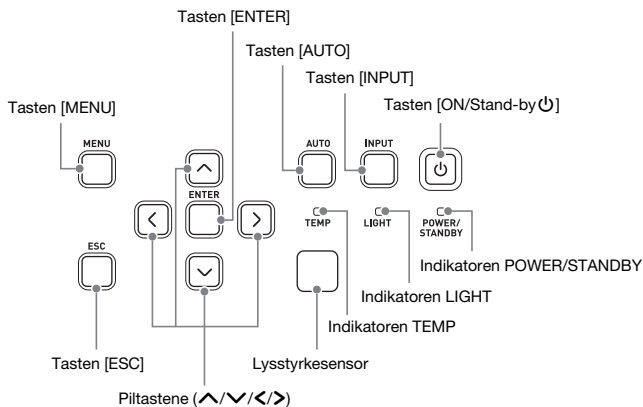 Tasten [ENTER]
Tasten [AUTO]
Tasten [INPUT]
Tasten [MENU]
Tasten [ON/Stand-by⏻]
MENU
AUTO
INPUT
ENTER
TEMP
LIGHT
POWER/
STANDBY
ESC
Indikatoren POWER/STANDBY
Indikatoren LIGHT
Indikatoren TEMP
Tasten [ESC]
Lysstyrkesensor
Piltastene (∧/∨/</>)